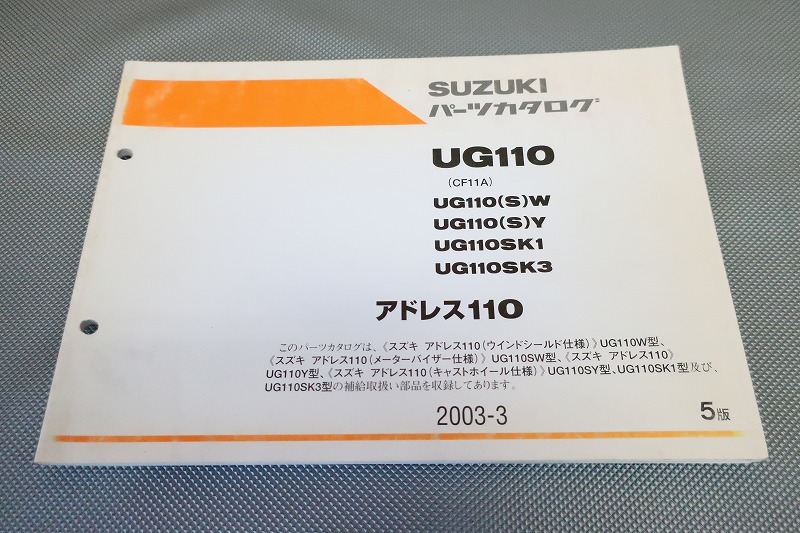 SUZUKI
パーツカタログ
UG110
(CF11A)
UG110(S)W
UG110(S)Y
UG110SK1
UG110SK3
アドレス110
このパーツカタログは、《スズキ アドレス110(ウインドシールド仕様)》UG110W型、
《スズキ アドレス110(メーターバイザー仕様)》UG110SW型、《スズキ アドレス110》
UG110Y型、《スズキ アドレス110(キャストホイール仕様)》UG110SY型、UG110SK1型及び、
UG110SK3型の補給取扱い部品を収録してあります。
2003-3
5版